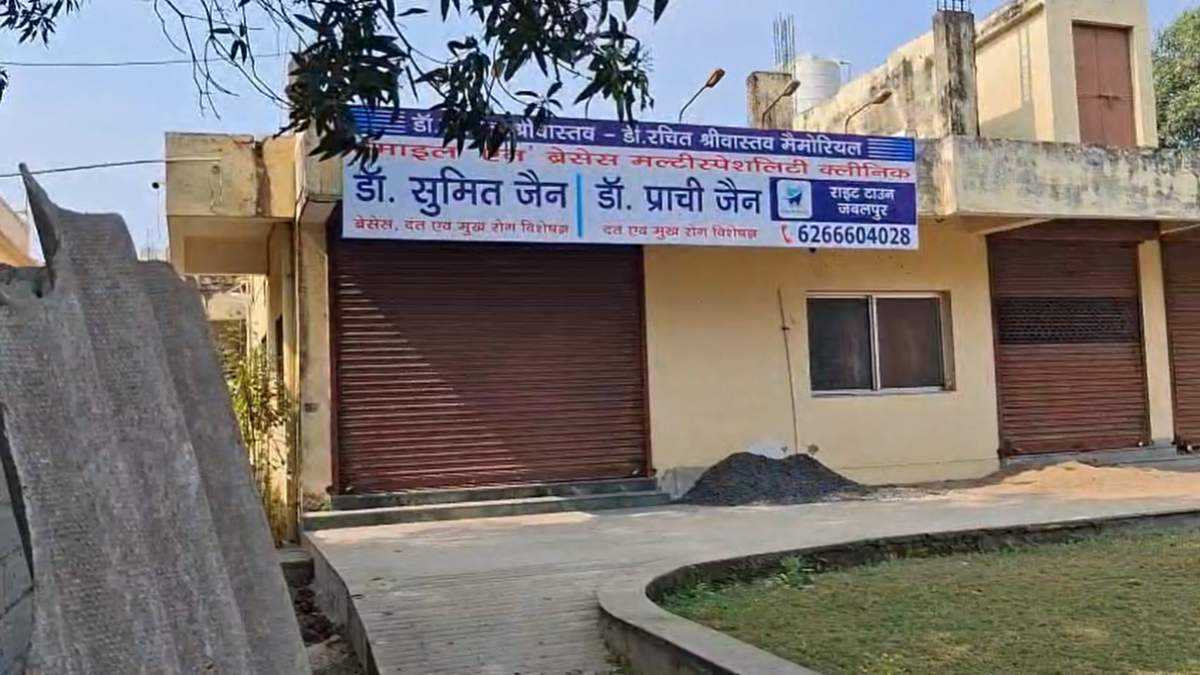 डॉ. श्रीवास्तव - डॉ.रचित श्रीवास्तव मैमोरियल
ब्रेसेस मल्टीस्पेशलिटी क्लीनिक
डॉ. सुमित जैन
ब्रेसेस, दंत एवं मुख रोग विशेषज्ञ
डॉ. प्राची जैन
दंत एवं मुख रोग विशेषज्ञ
राइट टाउन
जबलपुर
6266604028